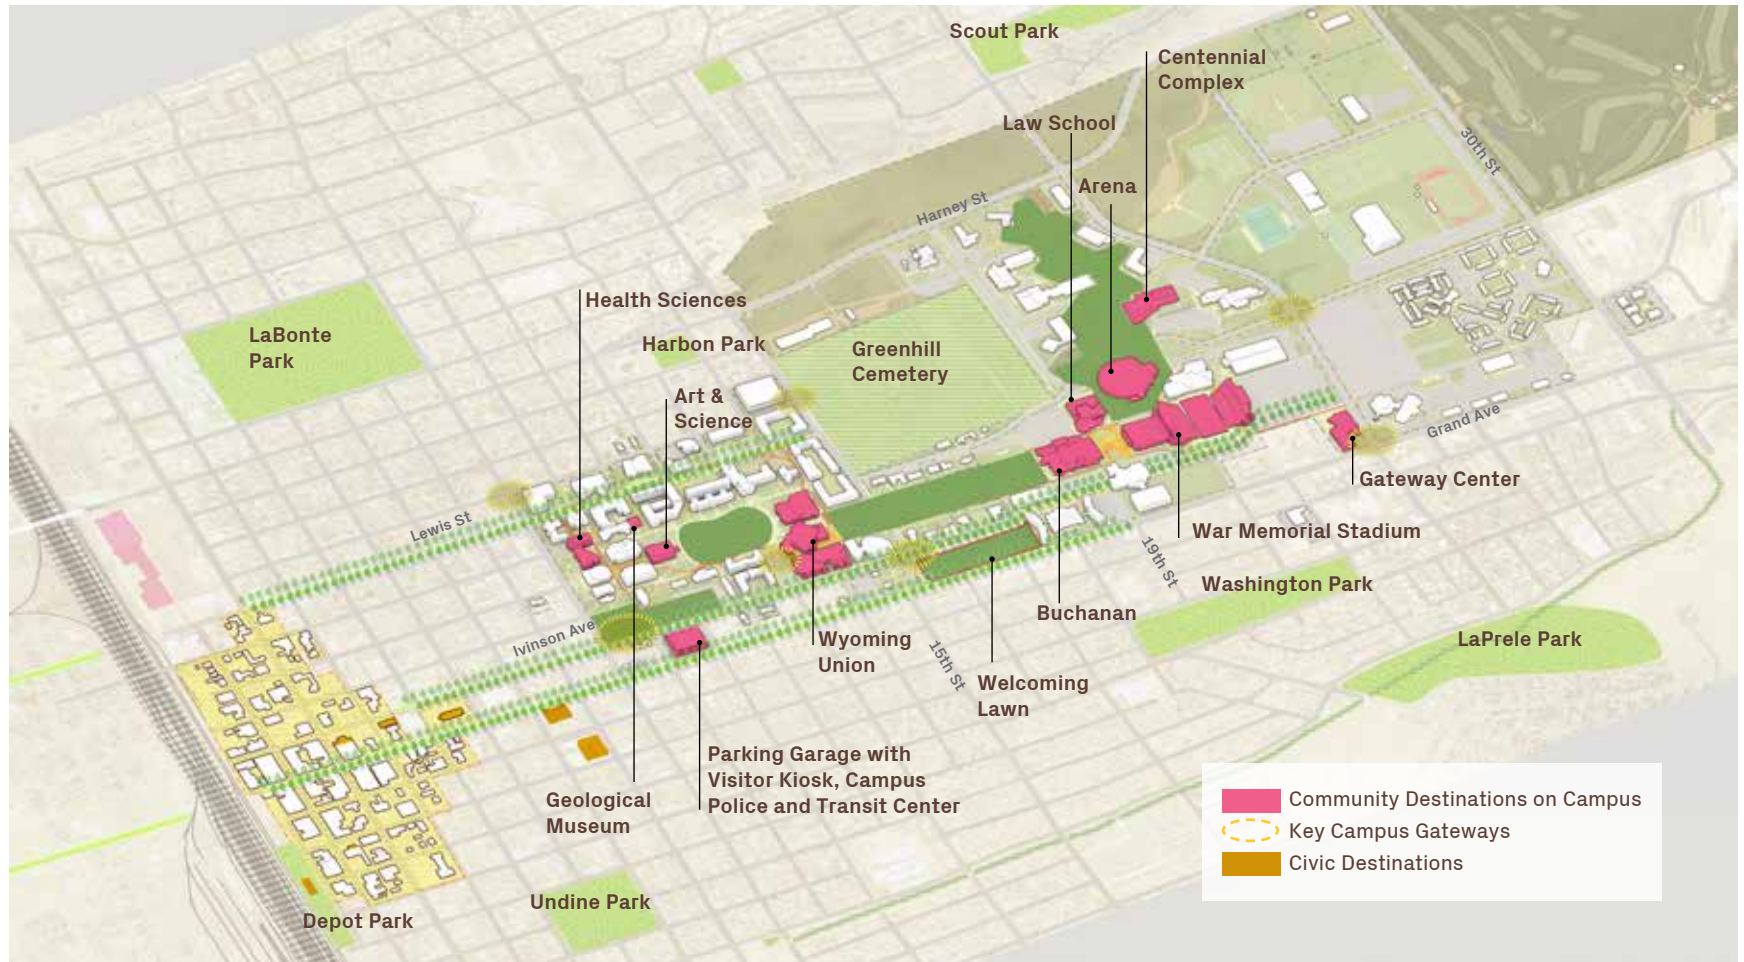 Scout Park
Centennial
Complex
Law School
30th St
Arena
Harney St
Health Sciences
LaBonte
Park
Harbon Park
Greenhill
Cemetery
Art &
Science
Grand Ave
Gateway Center
Lewis St
War Memorial Stadium
19th St
Washington Park
Buchanan
Ivinson Ave
Wyoming
Union
15th St
LaPrele Park
Welcoming
Lawn
Parking Garage with
Visitor Kiosk, Campus
Police and Transit Center
Geological
Museum
Community Destinations on Campus
Key Campus Gateways
Civic Destinations
Undine Park
Depot Park